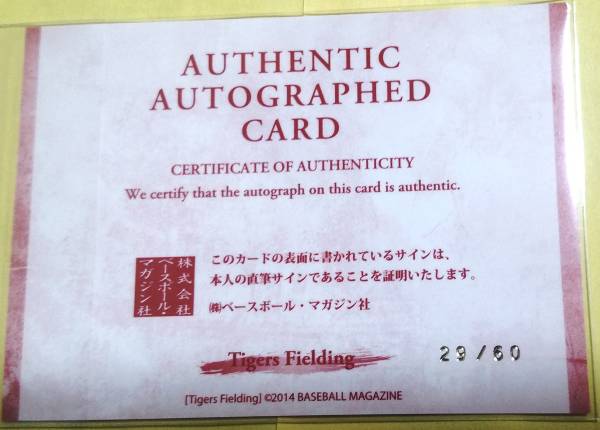 AUTHENTIC
AUTOGRAPHED
CARD
CERTIFICATE OF AUTHENTICITY
We certify that the autograph on this card is authentic.
株式会社
ベースボール・
マガジン社
このカードの表面に書かれているサインは、
本人の直筆サインであることを証明いたします。
㈱ベースボール・マガジン社
Tigers Fielding
29/60
[Tigers Fielding] ©2014 BASEBALL MAGAZINE